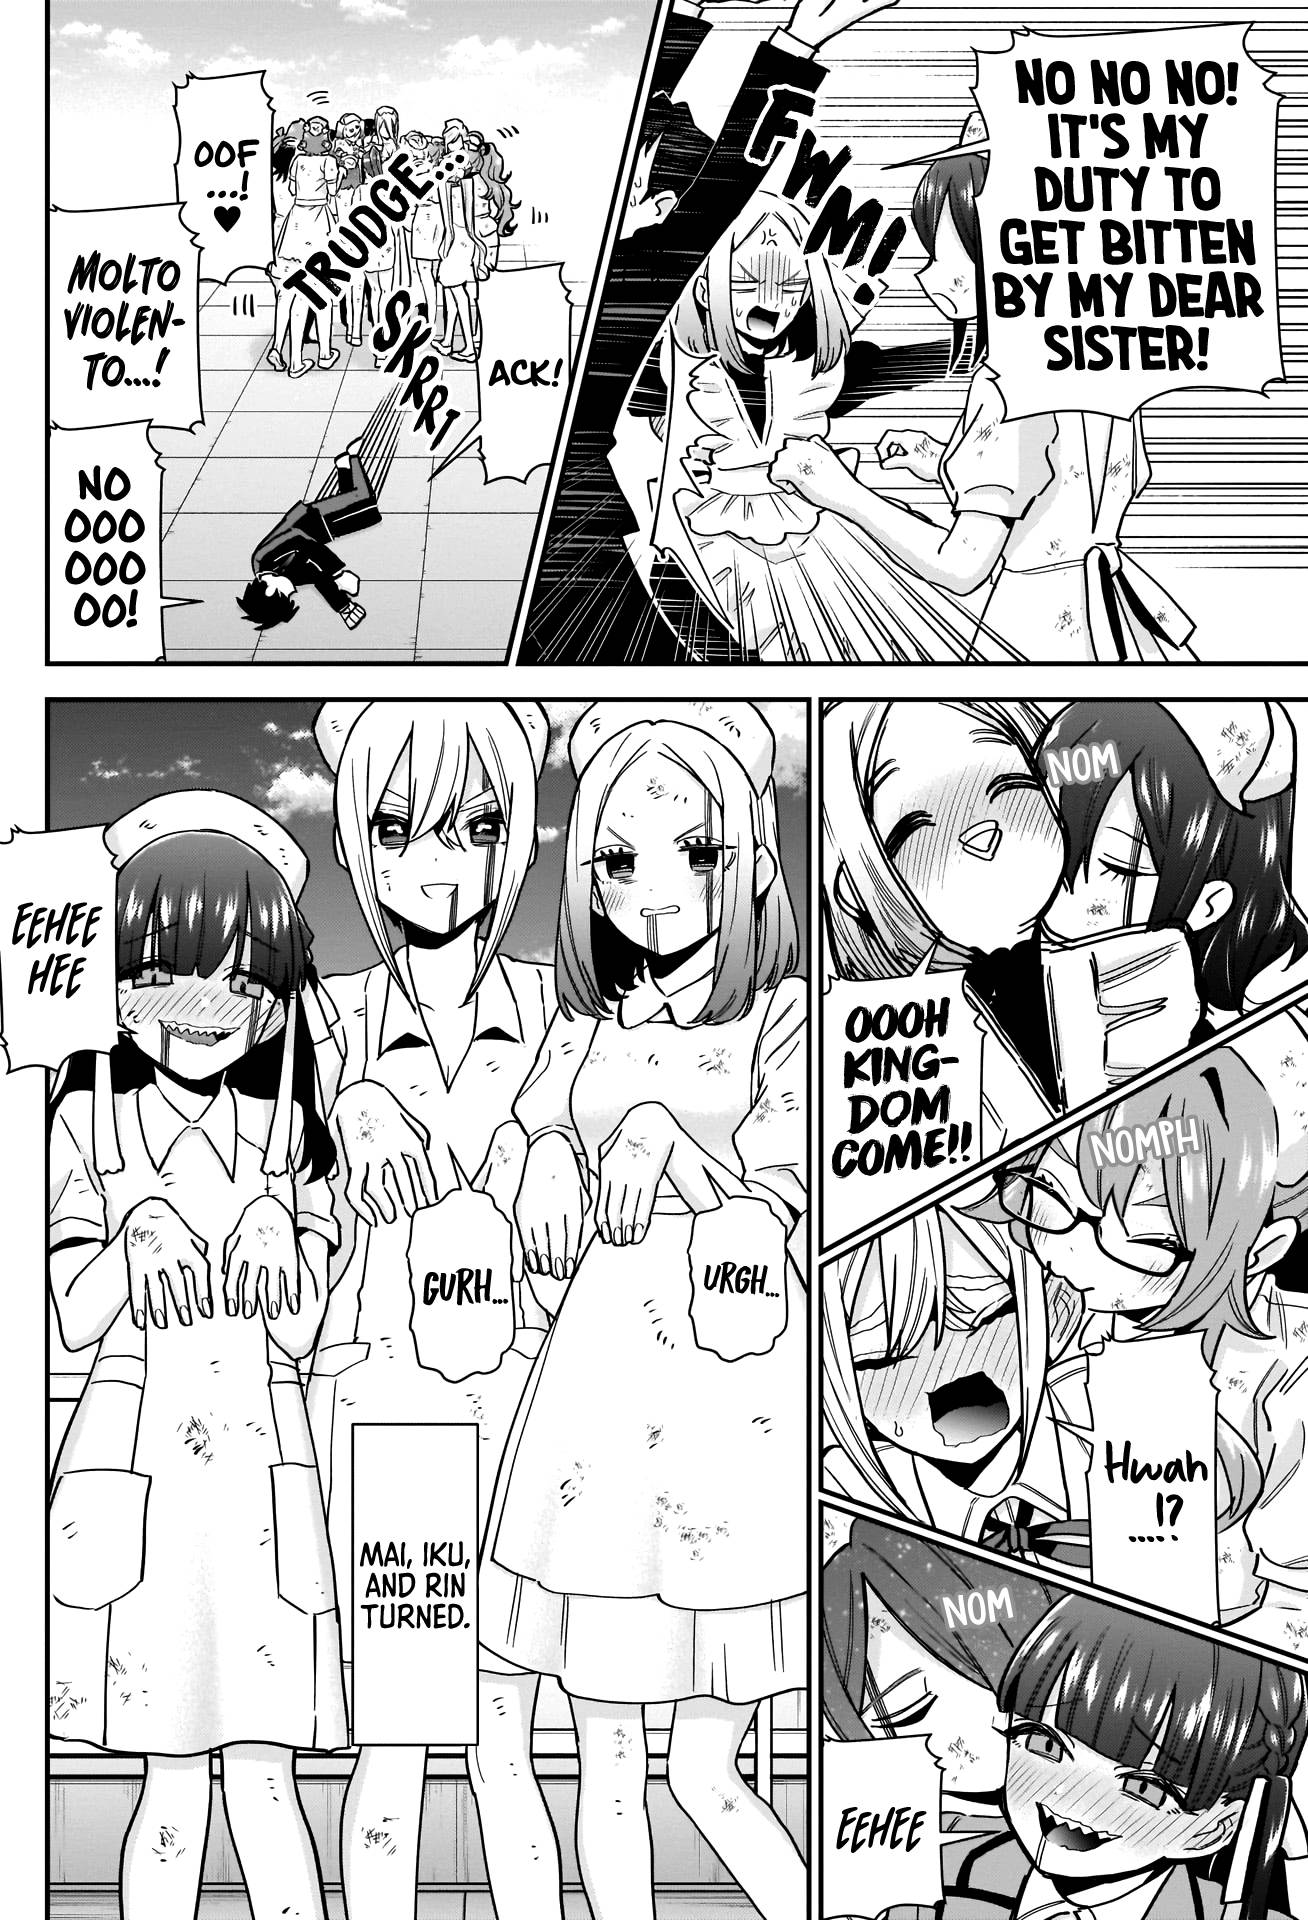 NO NO NO!
IT'S MY
DUTY TO
GET BITTEN
BY MY DEAR
SISTER!
FWM!
ACK!
TRUDGE...
SKRRT
OOF
...!
♥
MOLTO
VIOLEN-
TO...!
NO
OOO
OOO
OO!
NOM
OOOH
KING-
DOM
COME!!
NOMPH
Hwah
.....!?
NOM
EEHEE
URGH...
GURH...
EEHEE
HEE
MAI, IKU,
AND RIN
TURNED.